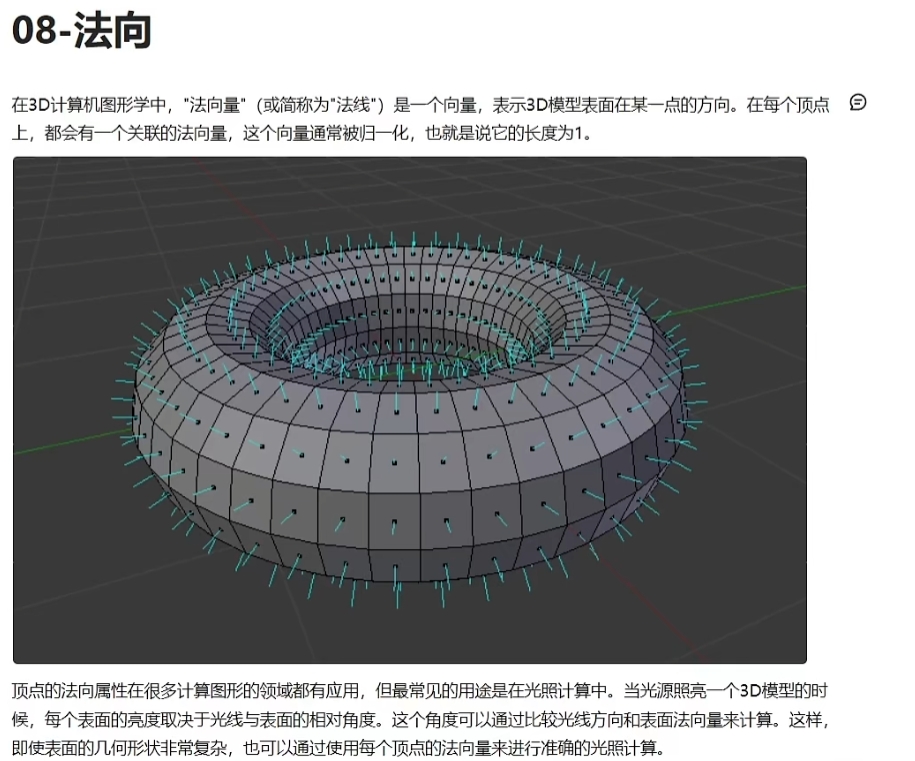 08-法向
在3D计算机图形学中，"法向量"（或简称为"法线"）是一个向量，表示3D模型表面在某一点的方向。在每个顶点
上，都会有一个关联的法向量，这个向量通常被归一化，也就是说它的长度为1。
顶点的法向属性在很多计算图形的领域都有应用，但最常见的用途是在光照计算中。当光源照亮一个3D模型的时
候，每个表面的亮度取决于光线与表面的相对角度。这个角度可以通过比较光线方向和表面法向量来计算。这样，
即使表面的几何形状非常复杂，也可以通过使用每个顶点的法向量来进行准确的光照计算。